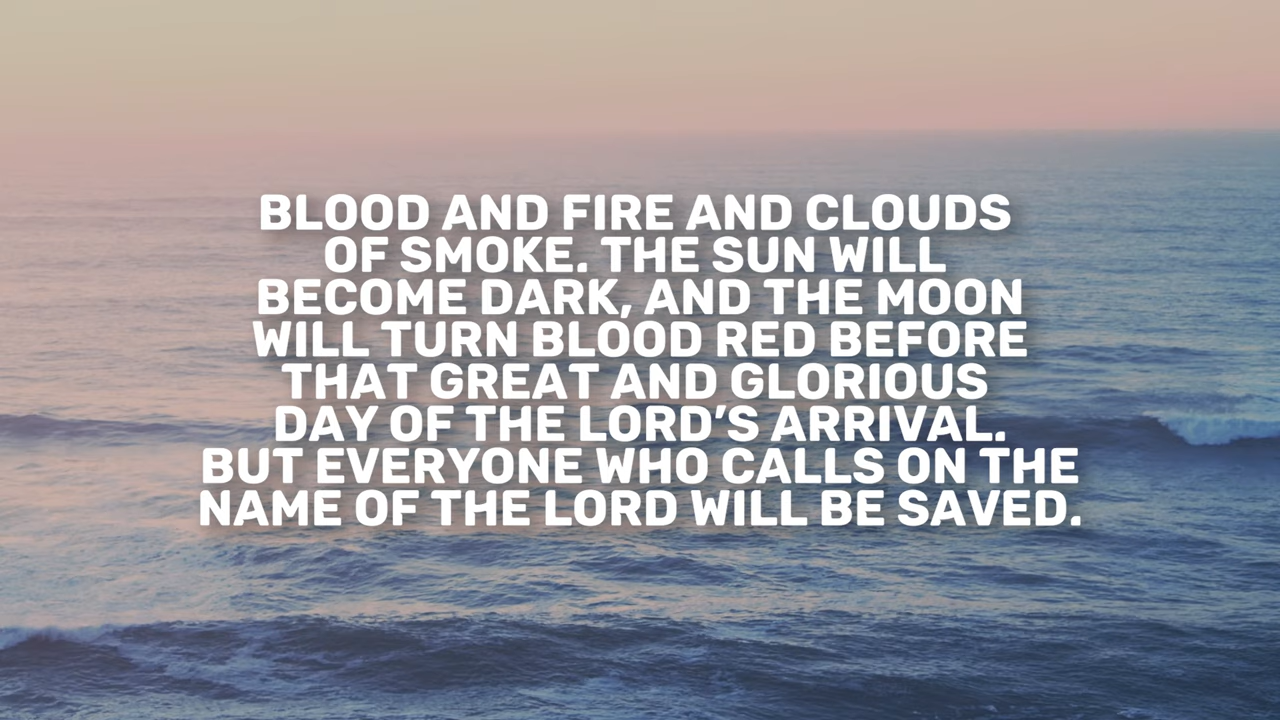 BLOOD AND FIRE AND CLOUDS
OF SMOKE. THE SUN WILL
BECOME DARK, AND THE MOON
WILL TURN BLOOD RED BEFORE
THAT GREAT AND GLORIOUS
DAY OF THE LORD’S ARRIVAL.
BUT EVERYONE WHO CALLS ON THE
NAME OF THE LORD WILL BE SAVED.